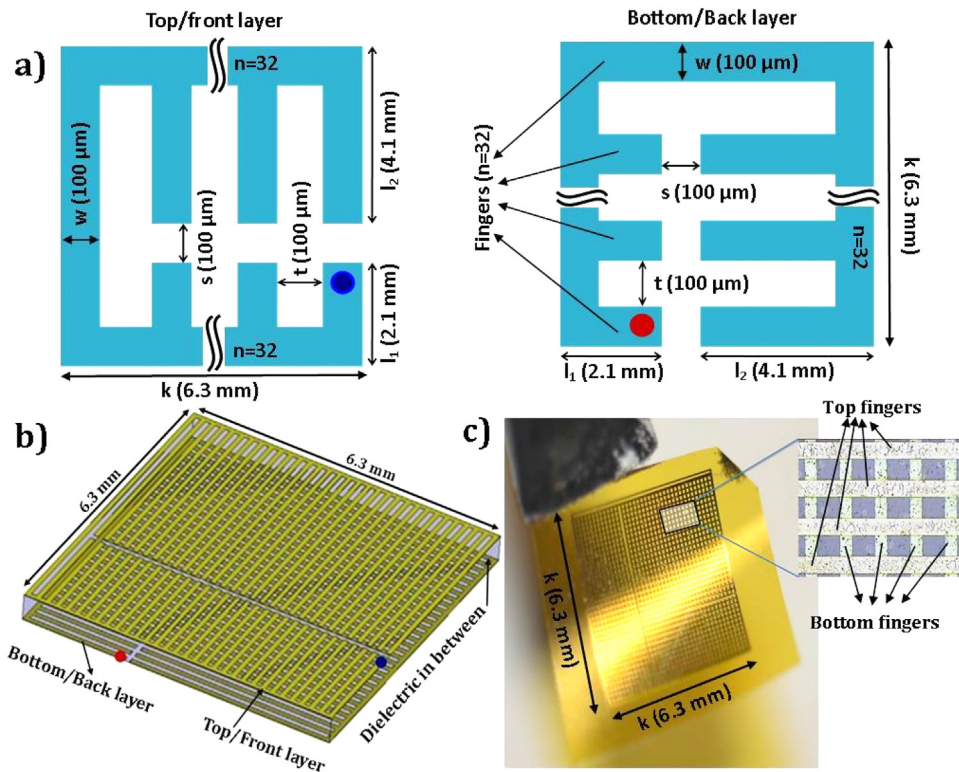 Top/front layer
Bottom/Back layer
a)
n=32
w (100 µm)
l₂ (4.1 mm)
w (100 µm)
s (100 µm)
t (100 µm)
l₁ (2.1 mm)
n=32
k (6.3 mm)
Fingers (n=32)
s (100 µm)
k (6.3 mm)
n=32
t (100 µm)
l₁ (2.1 mm)
l₂ (4.1 mm)
b)
6.3 mm
6.3 mm
Bottom/Back layer
Top/Front layer
Dielectric in between
c)
Top fingers
k (6.3 mm)
k (6.3 mm)
Bottom fingers